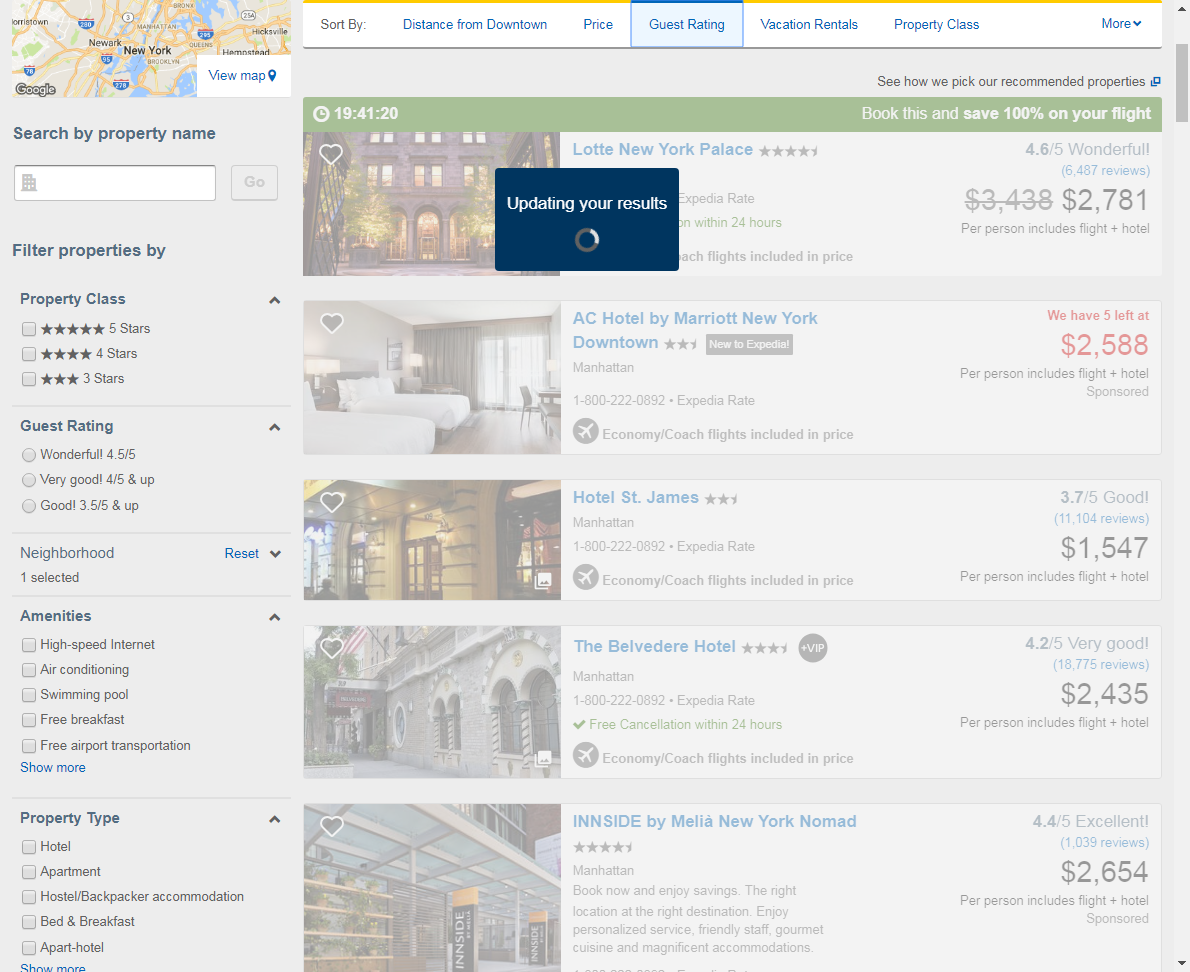 MANHATTAN
BRONX
orristown
Hicksville
Newark
New York
QUEENS
Hempstead
BROOKLYN
280
3
25A
295
95
78
278
Google
View map
Search by property name
Go
Filter properties by
Property Class
5 Stars
4 Stars
3 Stars
Guest Rating
Wonderful! 4.5/5
Very good! 4/5 & up
Good! 3.5/5 & up
Neighborhood
Reset
1 selected
Amenities
High-speed Internet
Air conditioning
Swimming pool
Free breakfast
Free airport transportation
Show more
Property Type
Hotel
Apartment
Hostel/Backpacker accommodation
Bed & Breakfast
Apart-hotel
Show more
Sort By:
Distance from Downtown
Price
Guest Rating
Vacation Rentals
Property Class
More
See how we pick our recommended properties
19:41:20
Book this and save 100% on your flight
Lotte New York Palace
4.6/5 Wonderful!
(6,487 reviews)
Updating your results
Expedia Rate
$3,438 $2,781
on within 24 hours
Per person includes flight + hotel
ach flights included in price
AC Hotel by Marriott New York
Downtown
New to Expedia!
We have 5 left at
$2,588
Manhattan
Per person includes flight + hotel
Sponsored
1-800-222-0892 • Expedia Rate
Economy/Coach flights included in price
Hotel St. James
3.7/5 Good!
Manhattan
(11,104 reviews)
1-800-222-0892 • Expedia Rate
$1,547
Economy/Coach flights included in price
Per person includes flight + hotel
The Belvedere Hotel
+VIP
4.2/5 Very good!
(18,775 reviews)
Manhattan
1-800-222-0892 • Expedia Rate
$2,435
Free Cancellation within 24 hours
Per person includes flight + hotel
Economy/Coach flights included in price
INNSIDE by Melià New York Nomad
4.4/5 Excellent!
(1,039 reviews)
Manhattan
$2,654
Book now and enjoy savings. The right
location at the right destination. Enjoy
personalized service, friendly staff, gourmet
cuisine and magnificent accommodations.
Per person includes flight + hotel
Sponsored
INNSIDE
INNSIDE
Expedia Rate